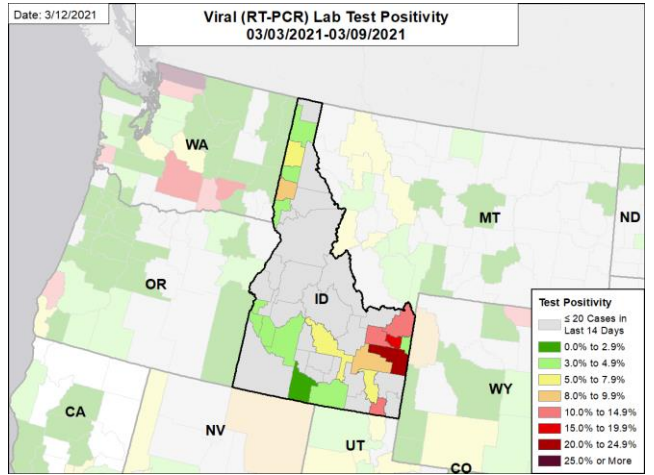 Date: 3/12/2021
Viral (RT-PCR) Lab Test Positivity
03/03/2021-03/09/2021
WA
MT
ND
OR
ID
WY
CA
NV
UT
CO
Test Positivity
≤ 20 Cases in
Last 14 Days
0.0% to 2.9%
3.0% to 4.9%
5.0% to 7.9%
8.0% to 9.9%
10.0% to 14.9%
15.0% to 19.9%
20.0% to 24.9%
25.0% or More